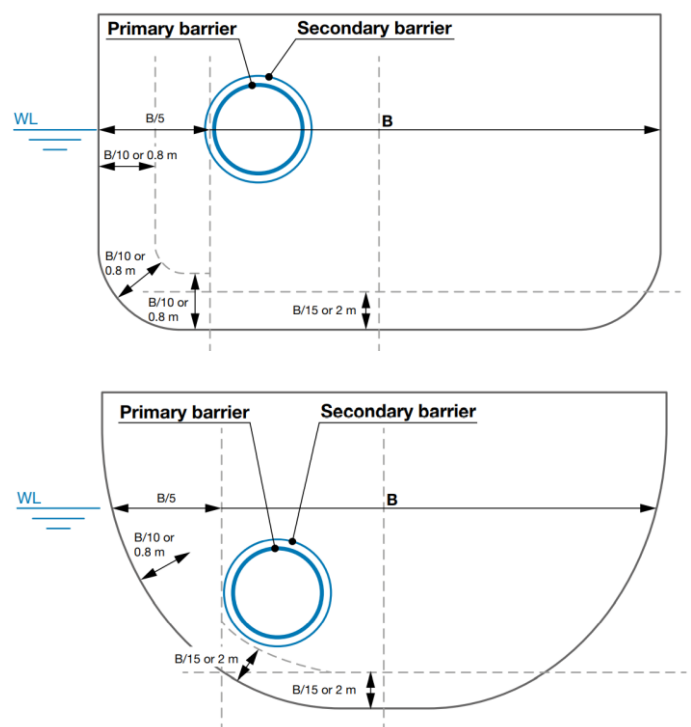 Primary barrier
Secondary barrier
WL
B/5
B
B/10 or 0.8 m
B/10 or
0.8 m
B/10 or
0.8 m
B/15 or 2 m
Primary barrier
Secondary barrier
WL
B/5
B
B/10 or
0.8 m
B/15 or 2 m
B/15 or 2 m